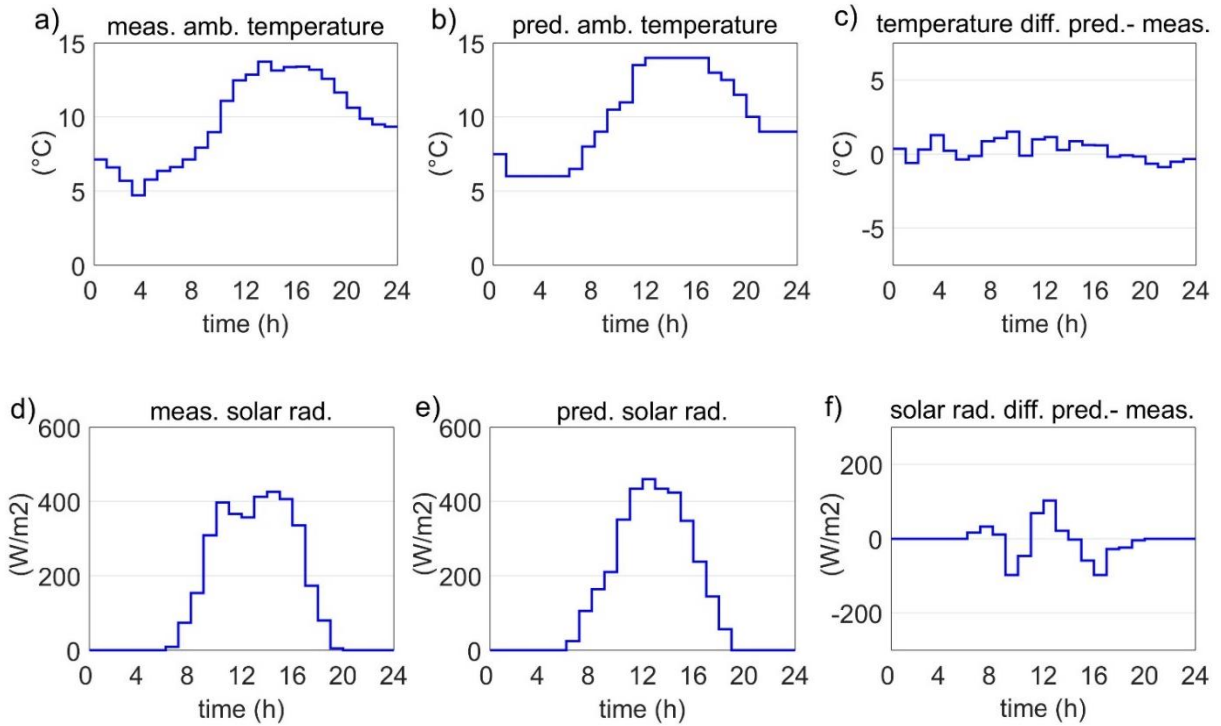 a) meas. amb. temperature
15
10
5
0
(°C)
0 4 8 12 16 20 24
time (h)
b) pred. amb. temperature
15
10
5
0
(°C)
0 4 8 12 16 20 24
time (h)
c) temperature diff. pred.- meas.
5
0
-5
(°C)
0 4 8 12 16 20 24
time (h)
d) meas. solar rad.
600
400
200
0
(W/m2)
0 4 8 12 16 20 24
time (h)
e) pred. solar rad.
600
400
200
0
(W/m2)
0 4 8 12 16 20 24
time (h)
f) solar rad. diff. pred.- meas.
200
0
-200
(W/m2)
0 4 8 12 16 20 24
time (h)